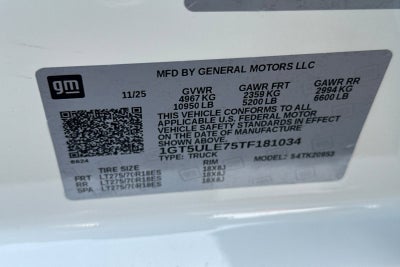 gm
MFD BY GENERAL MOTORS LLC
11/25 GVWR GAWR FRT GAWR RR
4967 KG 2359 KG 2994 KG
10950 LB 5200 LB 6600 LB
THIS VEHICLE CONFORMS TO ALL
APPLICABLE U.S. FEDERAL MOTOR
VEHICLE SAFETY STANDARDS IN EFFECT
ON THE DATE OF MANUFACTURE
SHOWN ABOVE.
1GT5ULE75TF181034
TYPE: TRUCK MODEL: S4TK20953
TIRE SIZE RIM
FRT LT275/70R18ES 18X8J
RR LT275/70R18ES 18X8J
SPA LT275/70R18ES 18X8J